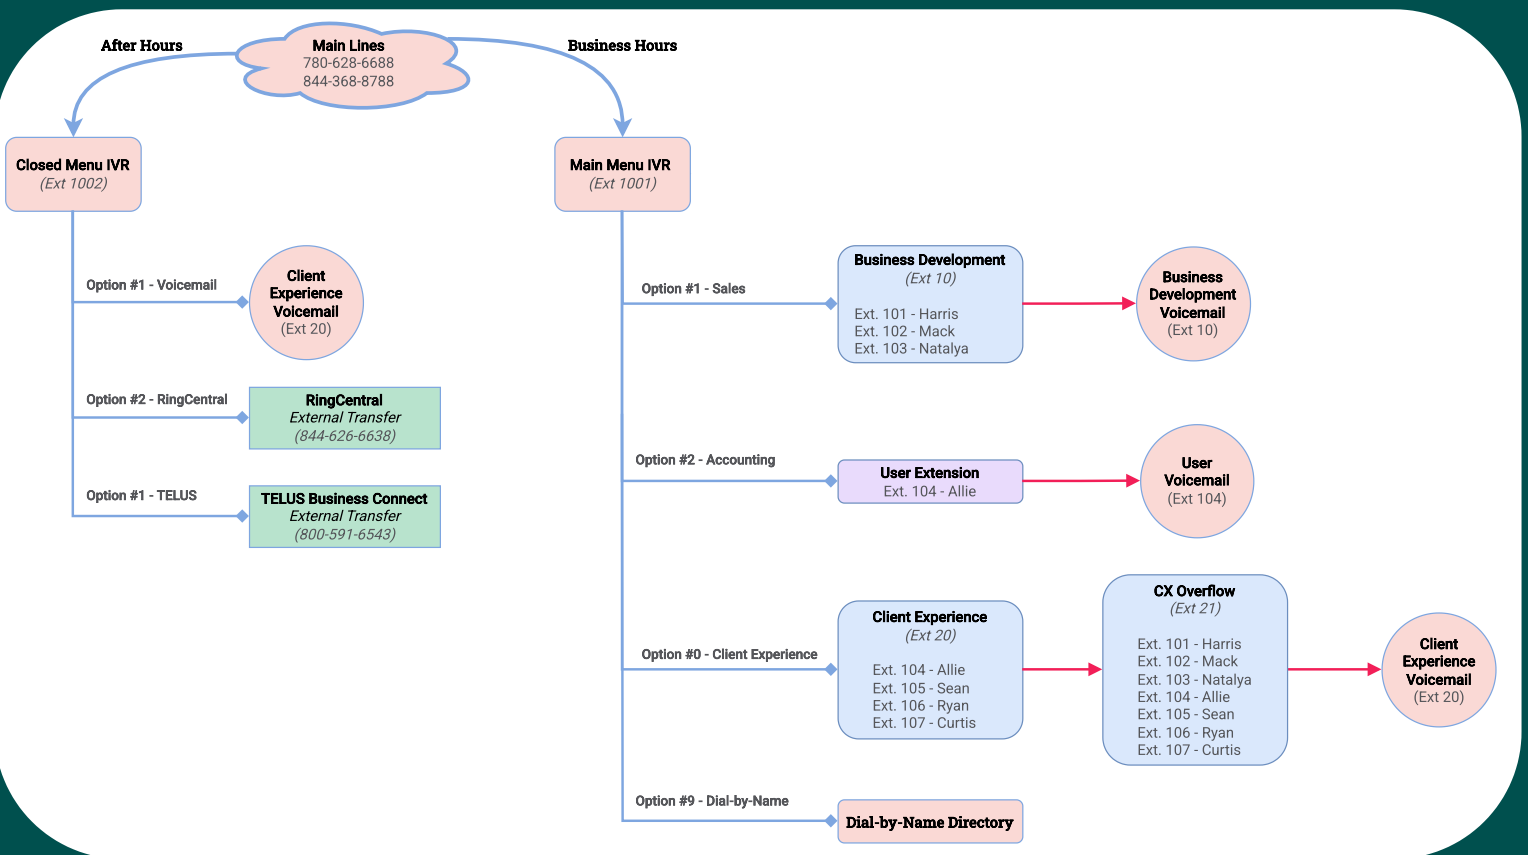 After Hours
Main Lines
780-628-6688
844-368-8788
Business Hours
Closed Menu IVR
(Ext 1002)
Option #1 - Voicemail
Client
Experience
Voicemail
(Ext 20)
Option #2 - RingCentral
RingCentral
External Transfer
(844-626-6638)
Option #1 - TELUS
TELUS Business Connect
External Transfer
(800-591-6543)
Main Menu IVR
(Ext 1001)
Option #1 - Sales
Business Development
(Ext 10)
Ext. 101 - Harris
Ext. 102 - Mack
Ext. 103 - Natalya
Business
Development
Voicemail
(Ext 10)
Option #2 - Accounting
User Extension
Ext. 104 - Allie
User
Voicemail
(Ext 104)
Option #0 - Client Experience
Client Experience
(Ext 20)
Ext. 104 - Allie
Ext. 105 - Sean
Ext. 106 - Ryan
Ext. 107 - Curtis
CX Overflow
(Ext 21)
Ext. 101 - Harris
Ext. 102 - Mack
Ext. 103 - Natalya
Ext. 104 - Allie
Ext. 105 - Sean
Ext. 106 - Ryan
Ext. 107 - Curtis
Client
Experience
Voicemail
(Ext 20)
Option #9 - Dial-by-Name
Dial-by-Name Directory